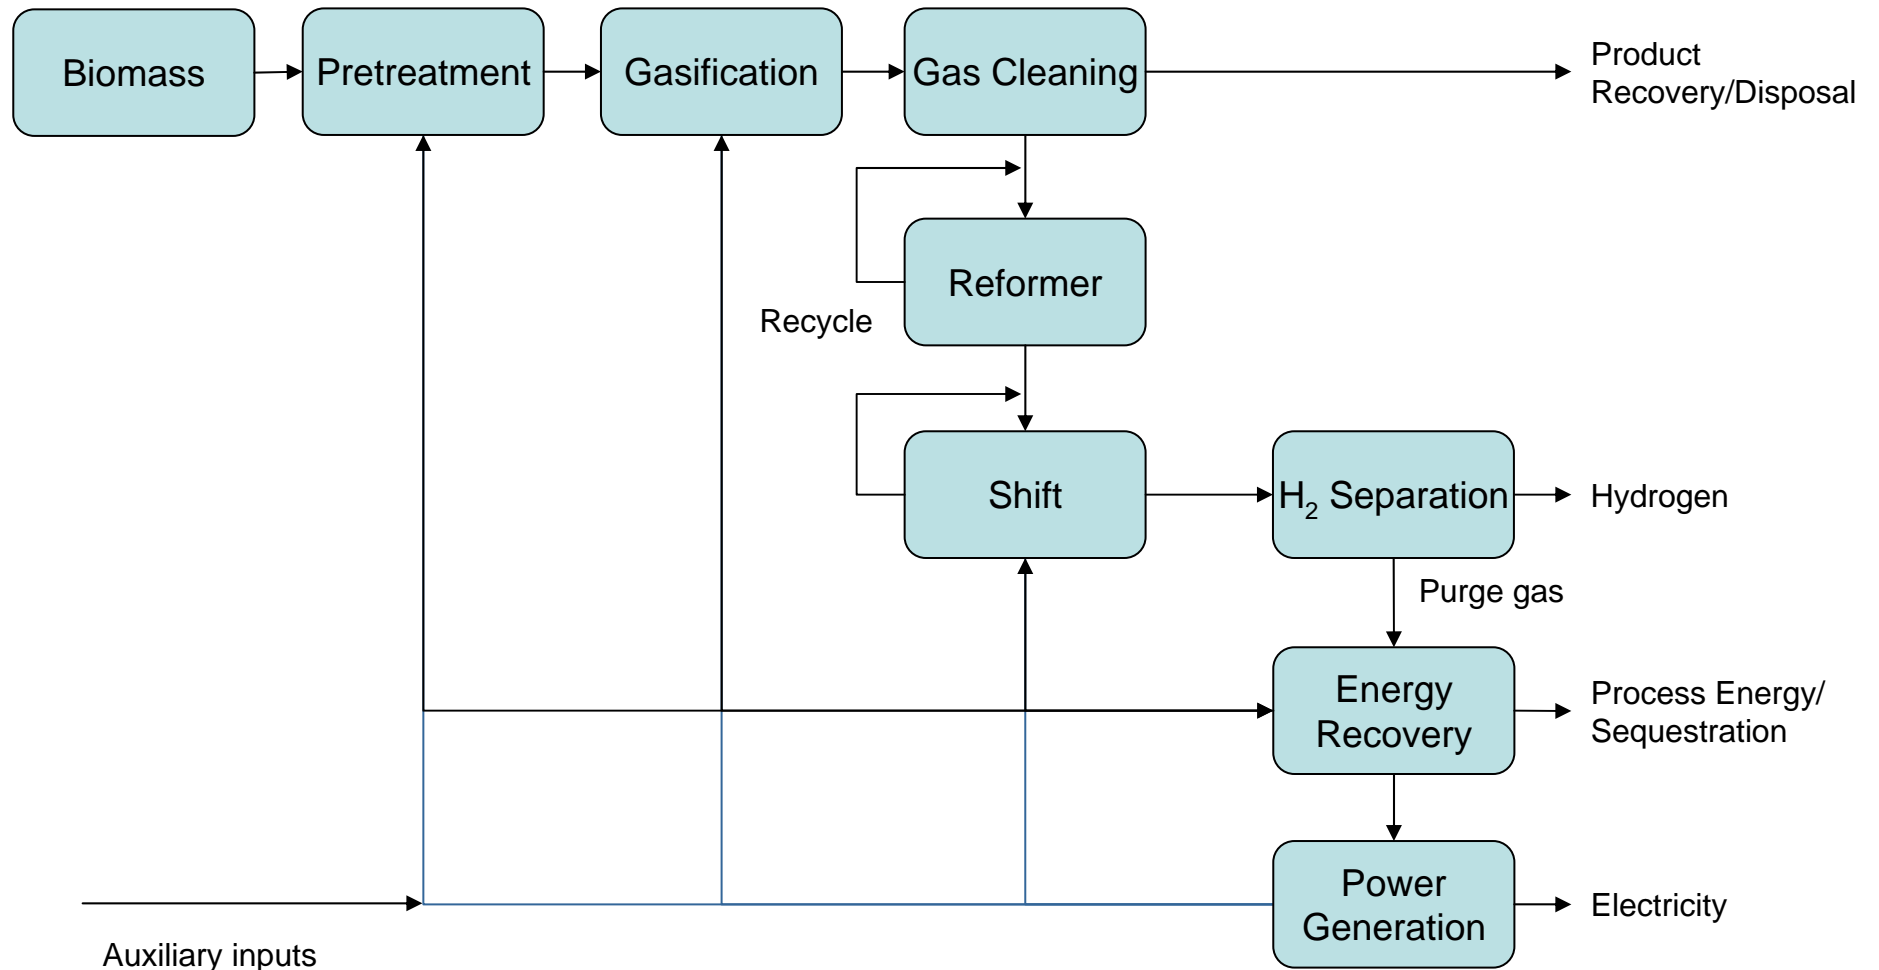 Biomass
Pretreatment
Gasification
Gas Cleaning
Product
Recovery/Disposal
Reformer
Recycle
Shift
H₂ Separation
Hydrogen
Purge gas
Energy
Recovery
Process Energy/
Sequestration
Power
Generation
Electricity
Auxiliary inputs